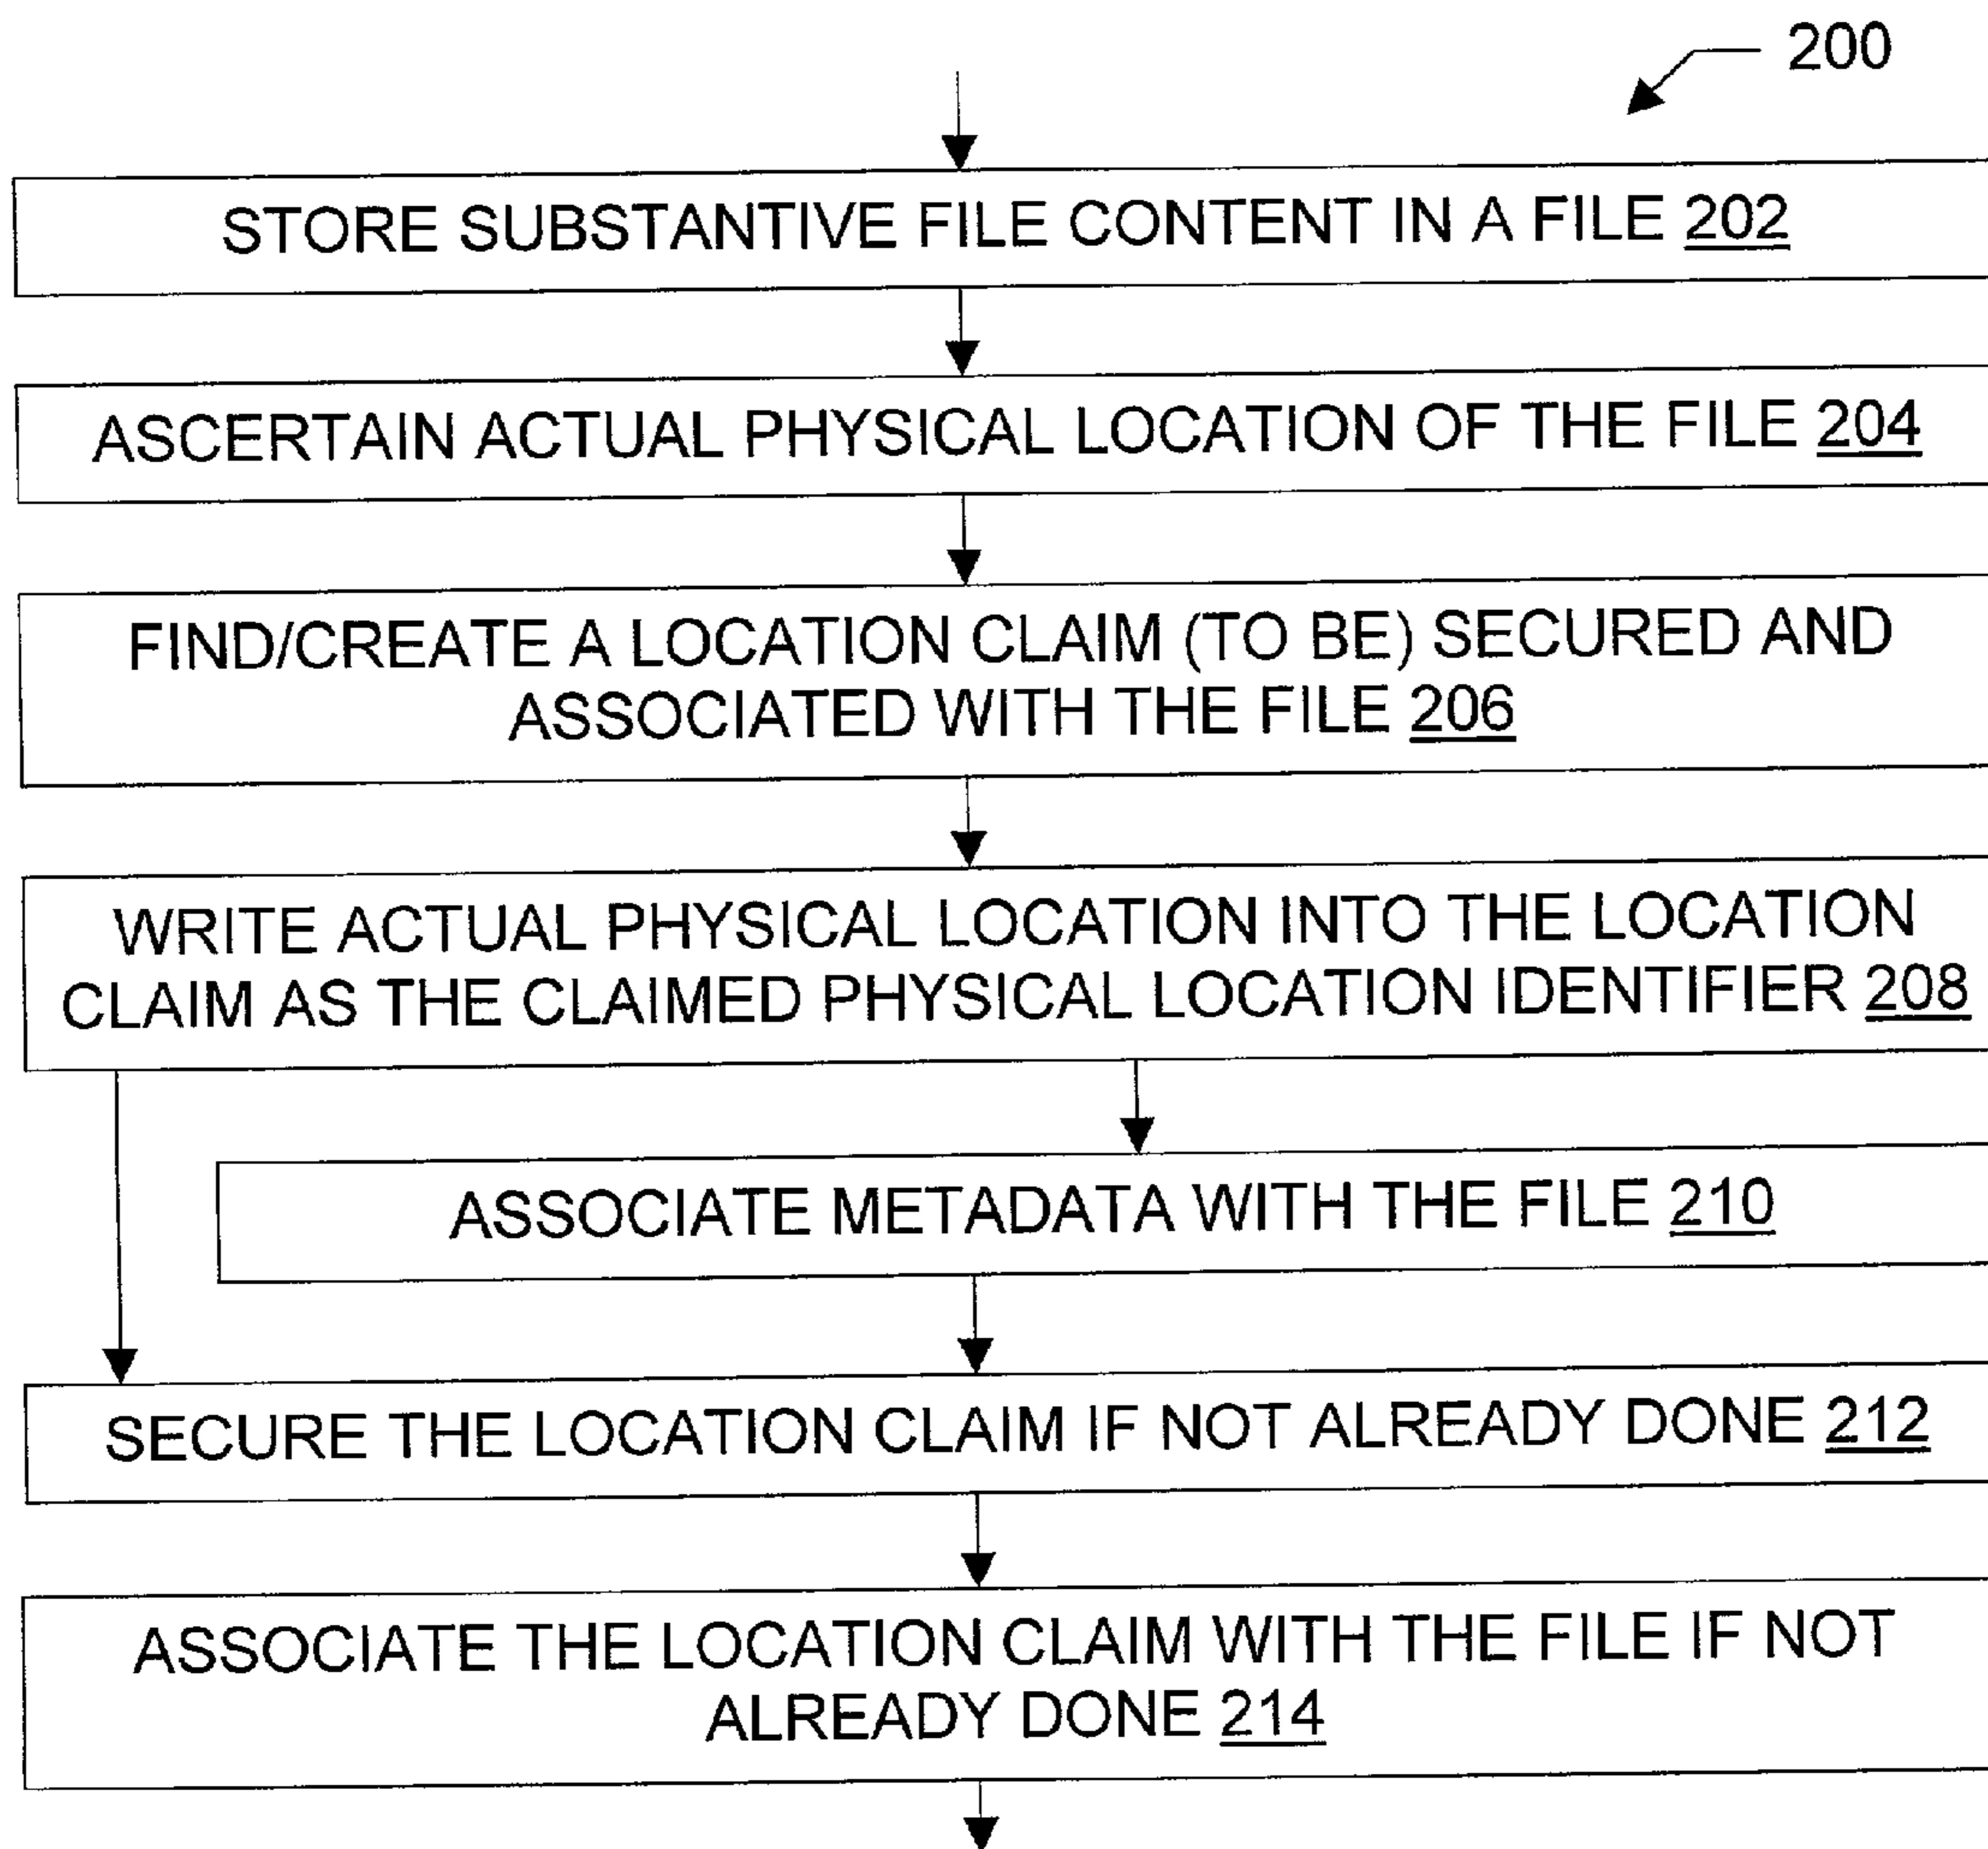 200
STORE SUBSTANTIVE FILE CONTENT IN A FILE 202
ASCERTAIN ACTUAL PHYSICAL LOCATION OF THE FILE 204
FIND/CREATE A LOCATION CLAIM (TO BE) SECURED AND
ASSOCIATED WITH THE FILE 206
WRITE ACTUAL PHYSICAL LOCATION INTO THE LOCATION
CLAIM AS THE CLAIMED PHYSICAL LOCATION IDENTIFIER 208
ASSOCIATE METADATA WITH THE FILE 210
SECURE THE LOCATION CLAIM IF NOT ALREADY DONE 212
ASSOCIATE THE LOCATION CLAIM WITH THE FILE IF NOT
ALREADY DONE 214